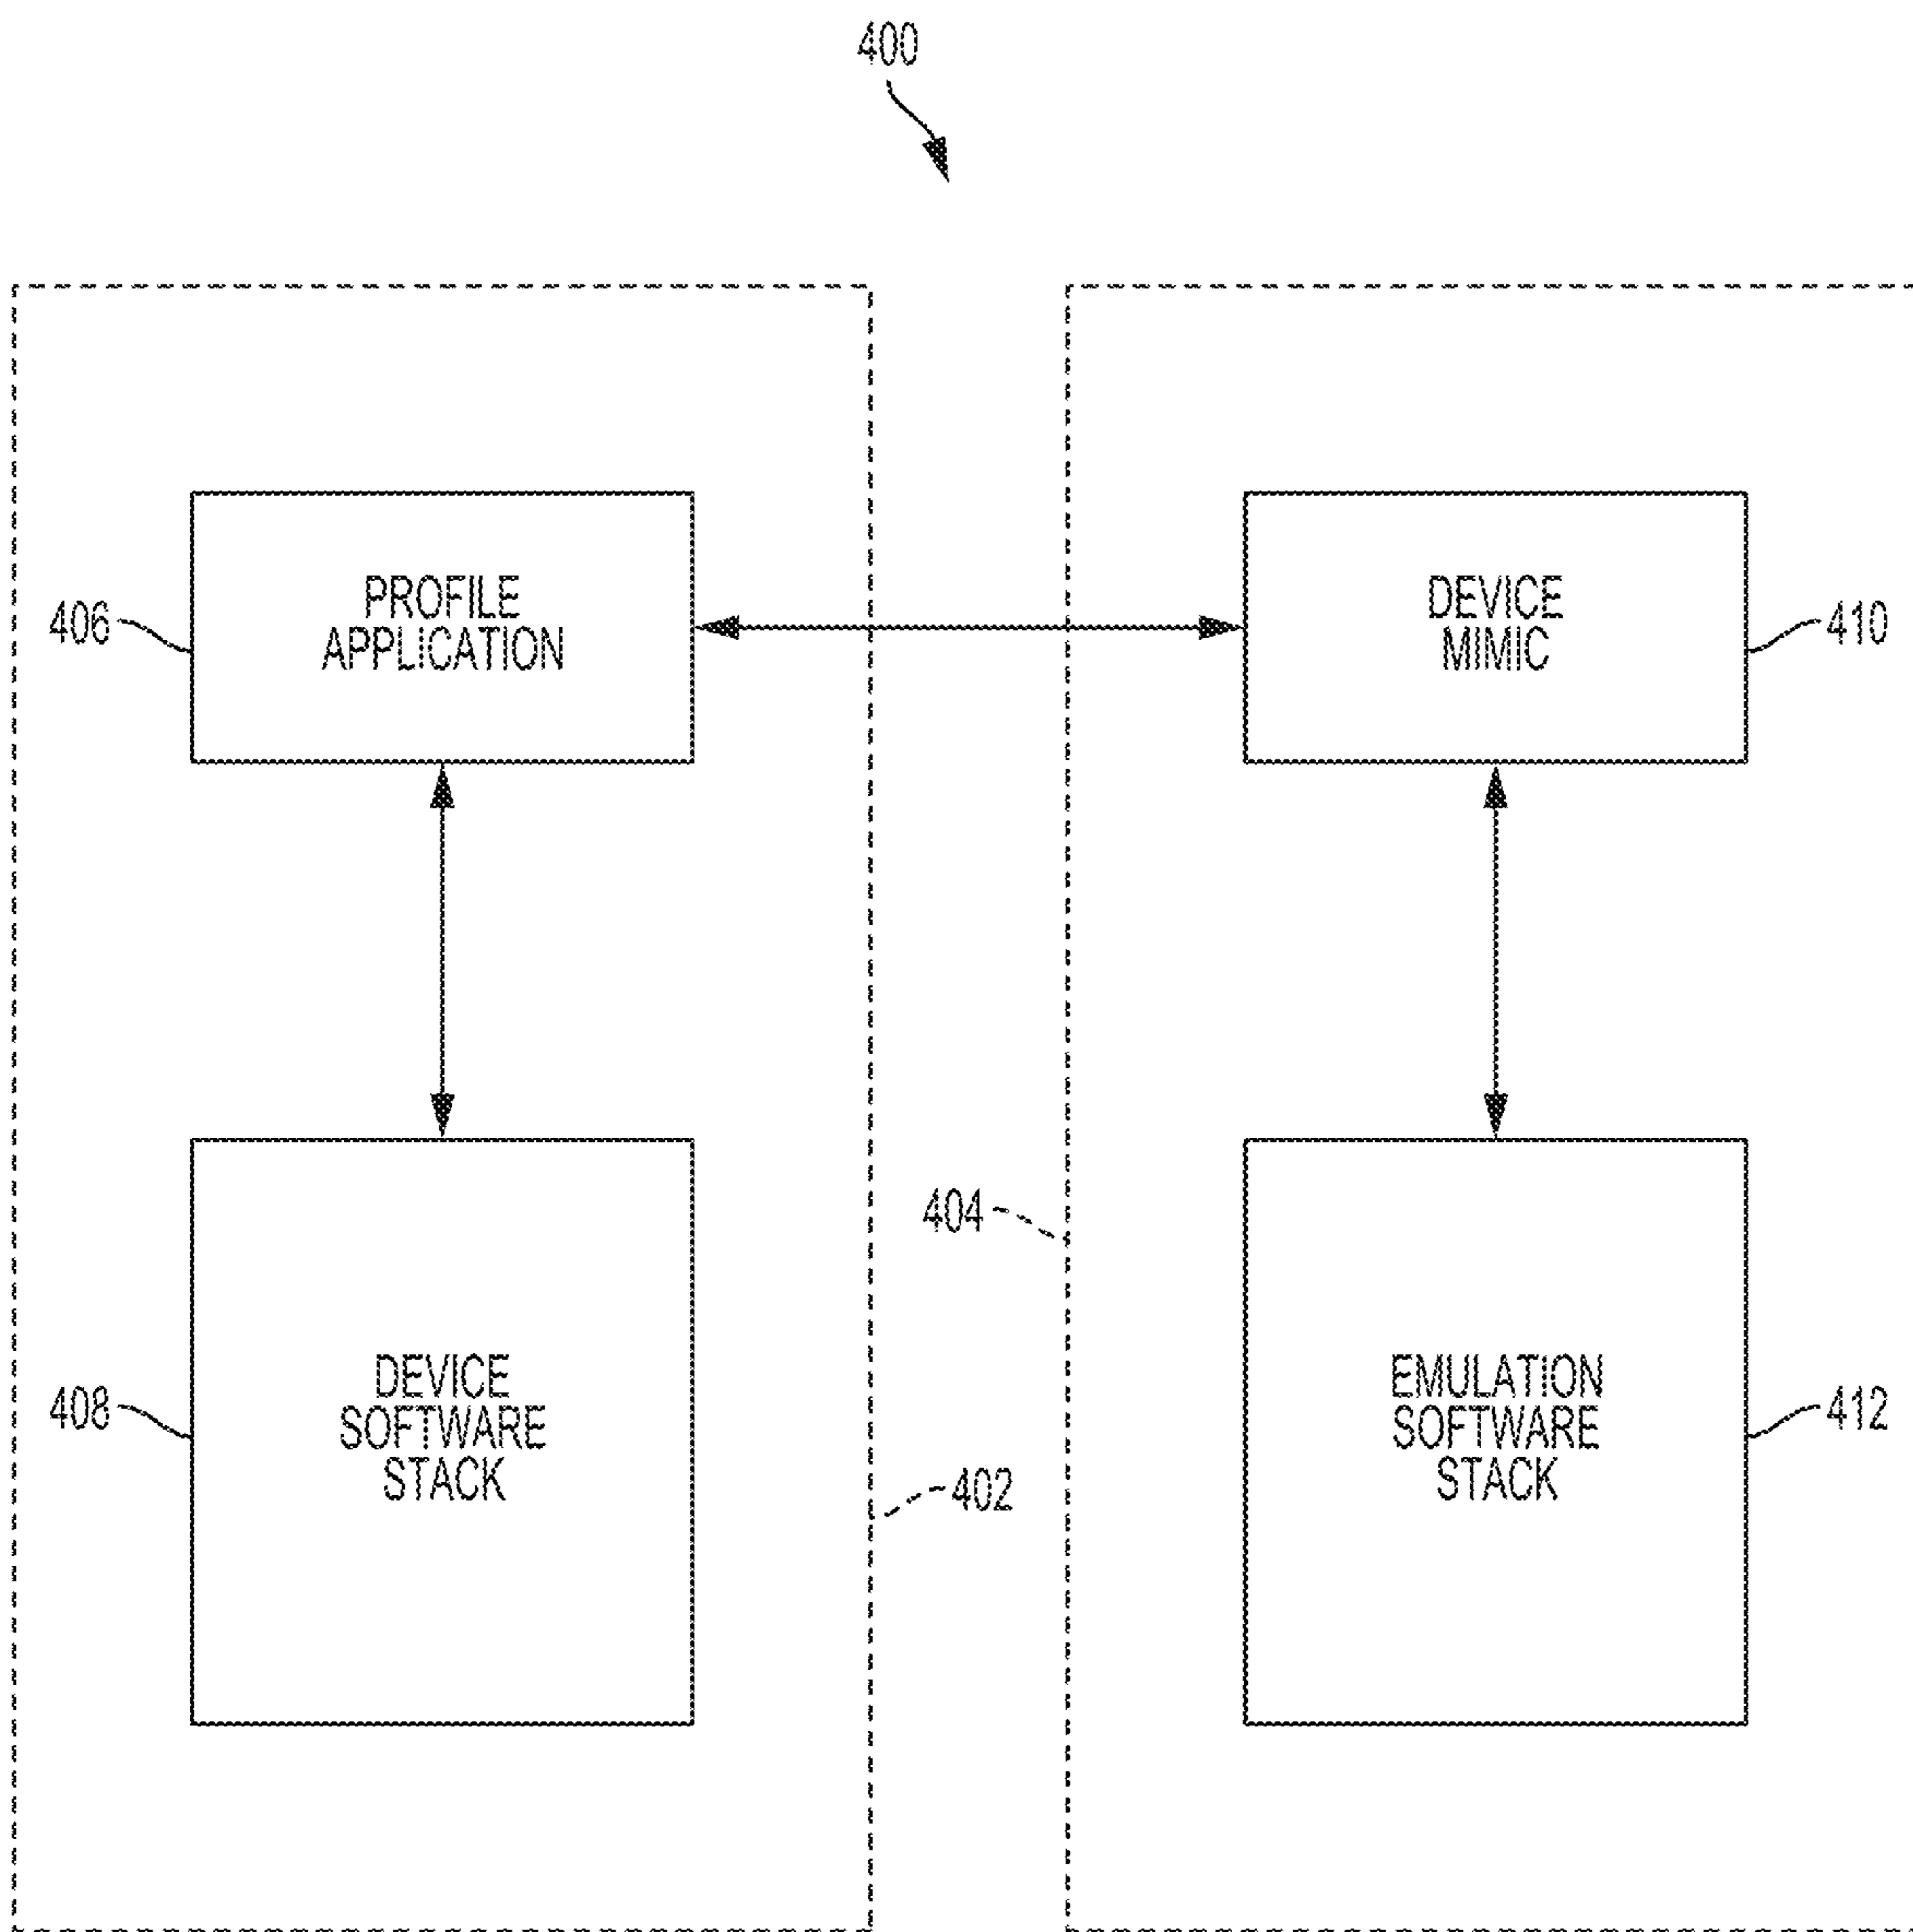 400
PROFILE
APPLICATION
406
DEVICE
MIMIC
410
404
DEVICE
SOFTWARE
STACK
408
402
EMULATION
SOFTWARE
STACK
412